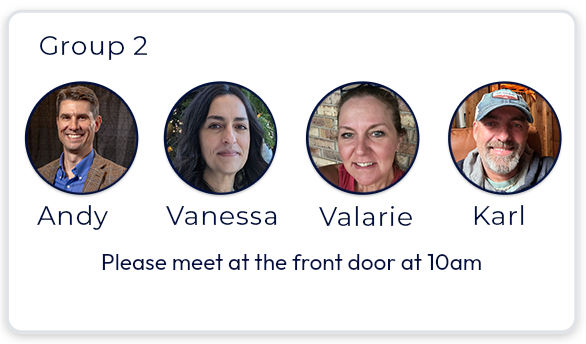 Group 2
Andy Vanessa Valarie Karl
Please meet at the front door at 10am